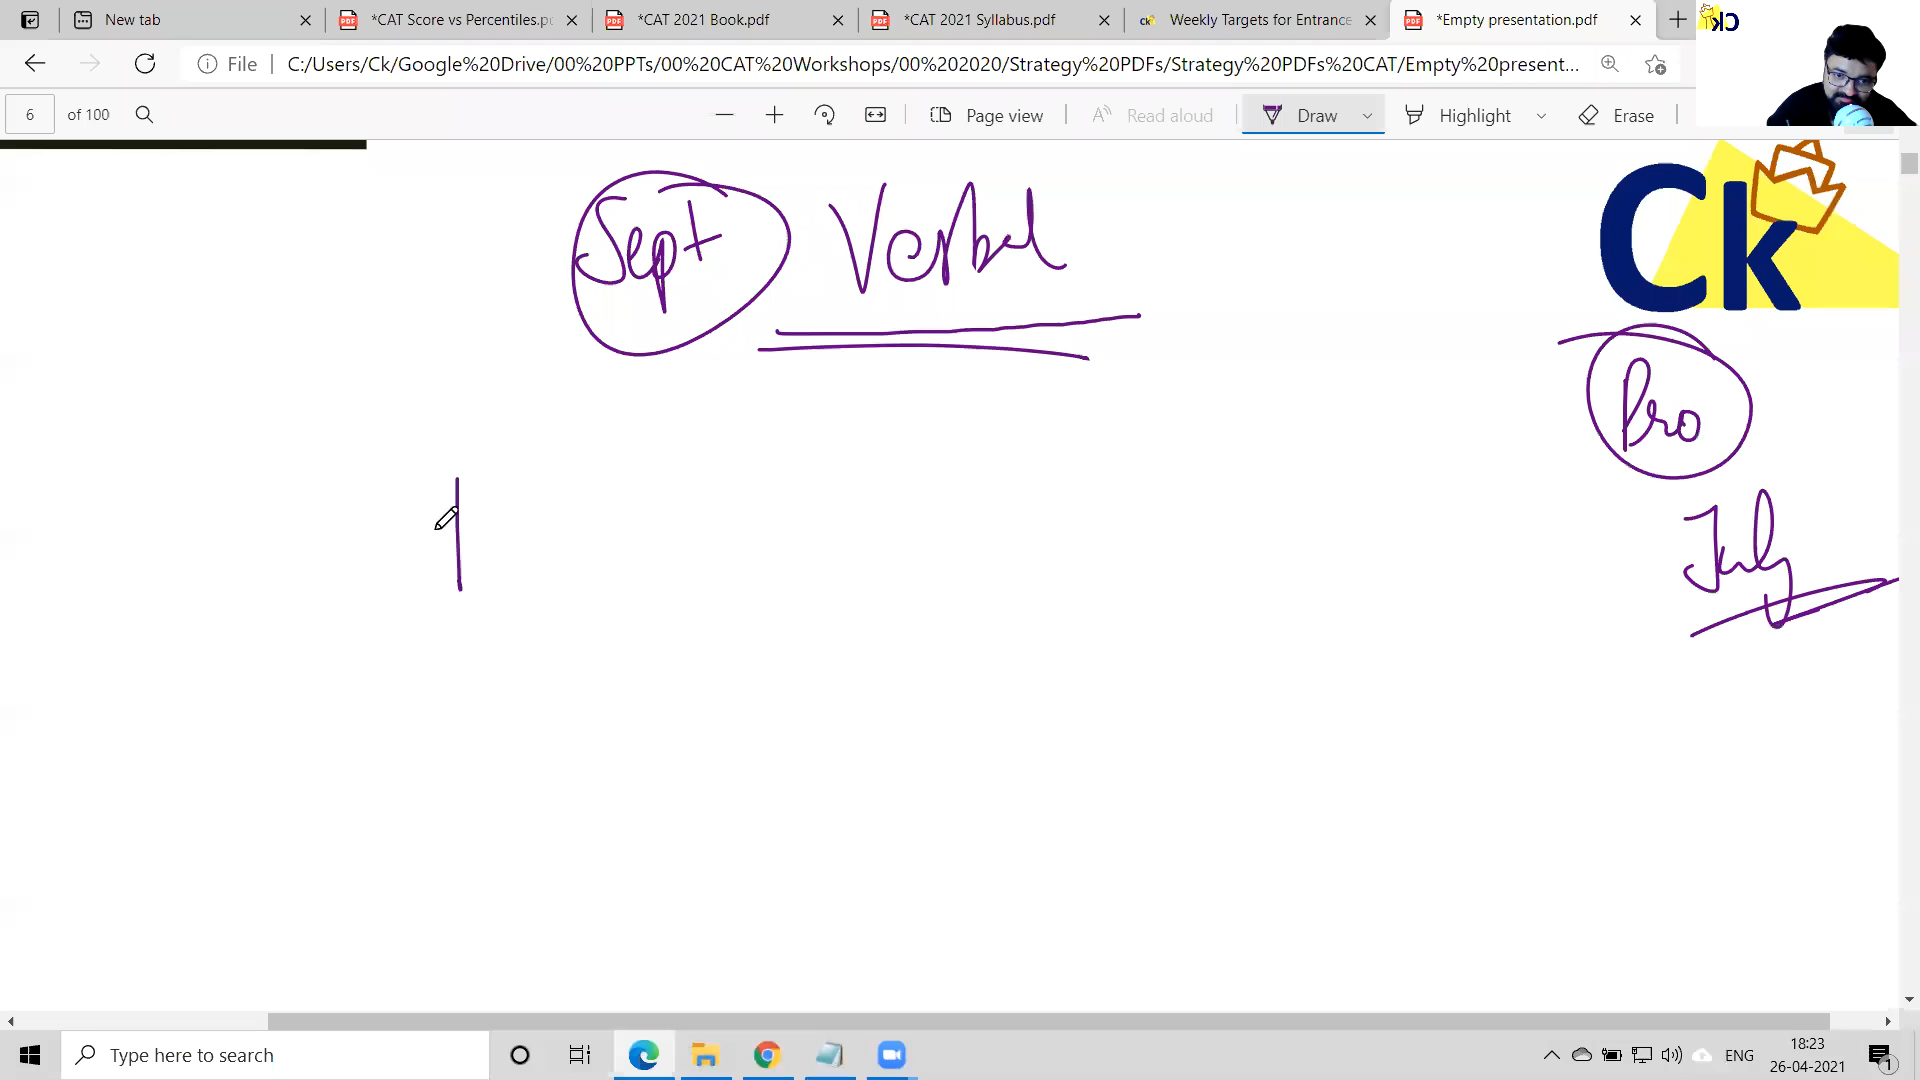 New tab
*CAT Score vs Percentiles.p
*CAT 2021 Book.pdf
*CAT 2021 Syllabus.pdf
Weekly Targets for Entrance
*Empty presentation.pdf
Ck
File
C:/Users/Ck/Google%20Drive/00%20PPTs/00%20CAT%20Workshops/00%202020/Strategy%20PDFs/Strategy%20PDFs%20CAT/Empty%20present...
6 of 100
Page view
Read aloud
Draw
Highlight
Erase
Sept Verbal
Ck
Pro
July
Type here to search
ENG
18:23
26-04-2021
1